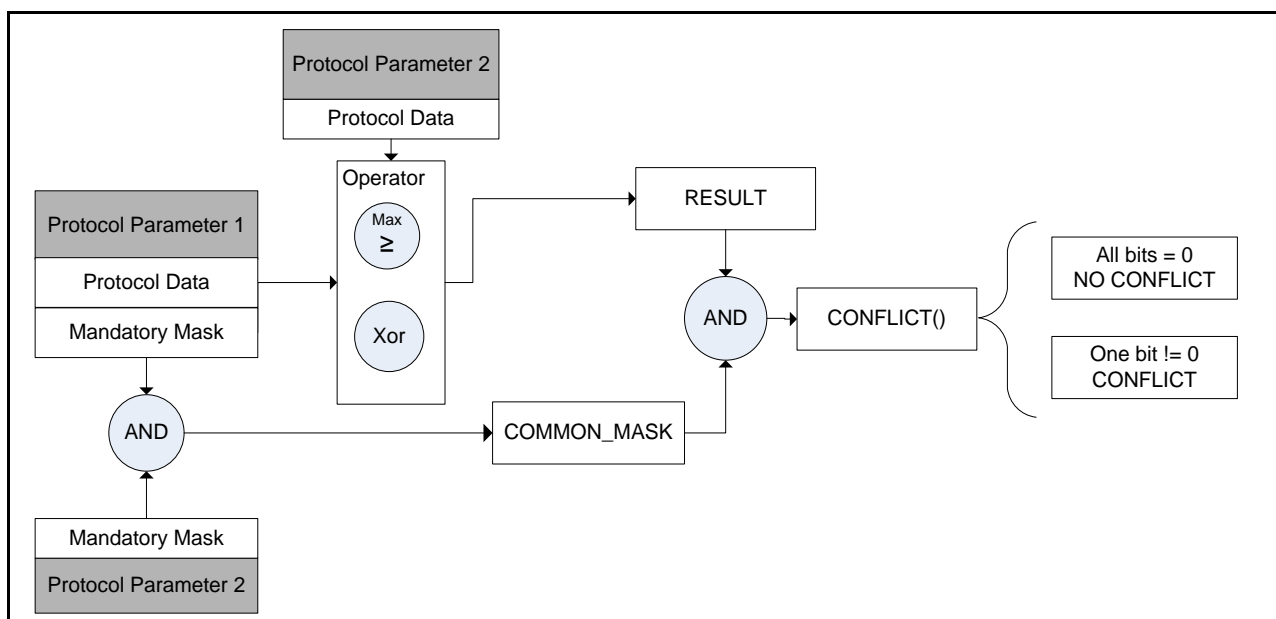 Protocol Parameter 2
Protocol Data
Operator
Max
≥
Xor
Protocol Parameter 1
Protocol Data
Mandatory Mask
AND
Mandatory Mask
Protocol Parameter 2
RESULT
COMMON_MASK
AND
CONFLICT()
All bits = 0
NO CONFLICT
One bit != 0
CONFLICT